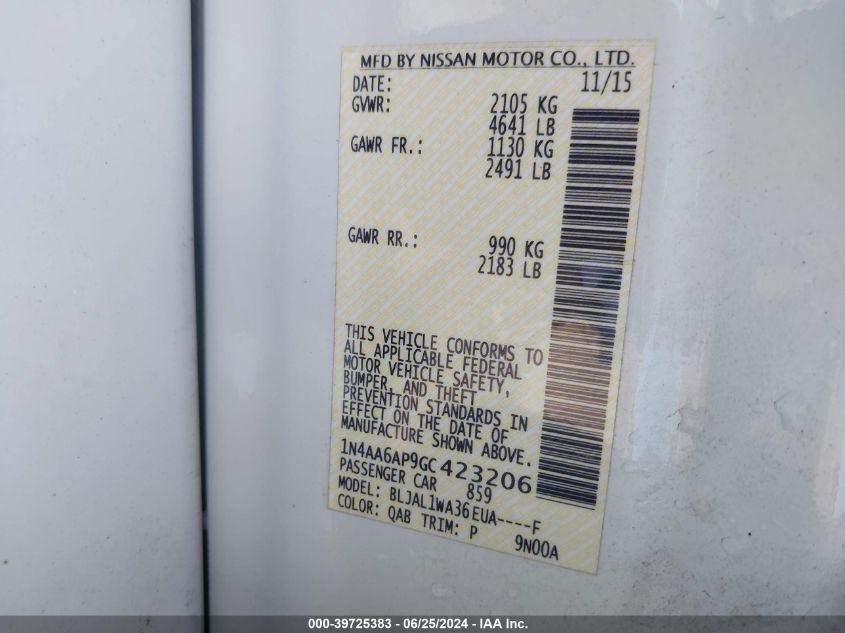 MFD BY NISSAN MOTOR CO., LTD.
DATE: 11/15
GVWR: 2105 KG
4641 LB
GAWR FR.: 1130 KG
2491 LB
GAWR RR.: 990 KG
2183 LB
THIS VEHICLE CONFORMS TO
ALL APPLICABLE FEDERAL
MOTOR VEHICLE SAFETY,
BUMPER, AND THEFT
PREVENTION STANDARDS IN
EFFECT ON THE DATE OF
MANUFACTURE SHOWN ABOVE.
1N4AA6AP9GC423206
PASSENGER CAR 859
MODEL: BLJAL1WA36EUA----F
COLOR: QAB TRIM: P 9N00A
000-39725383 - 06/25/2024 - IAA Inc.